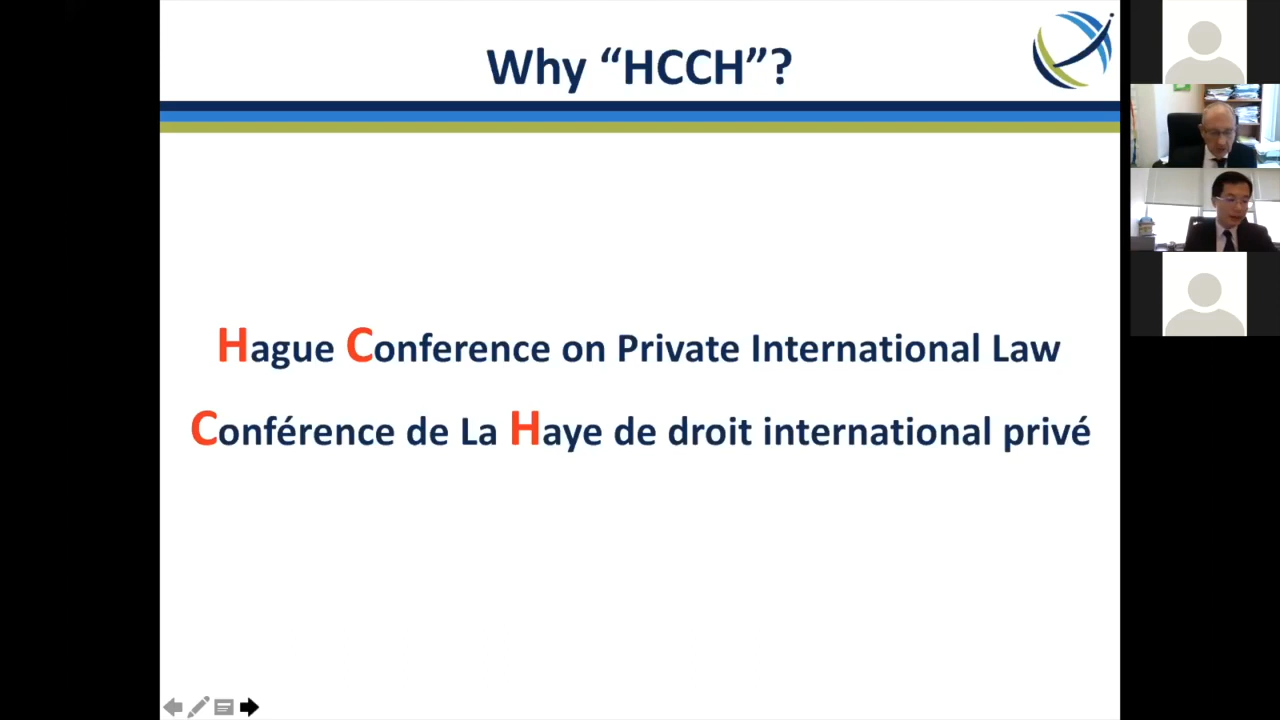 Why “HCCH”?
Hague Conference on Private International Law
Conférence de La Haye de droit international privé